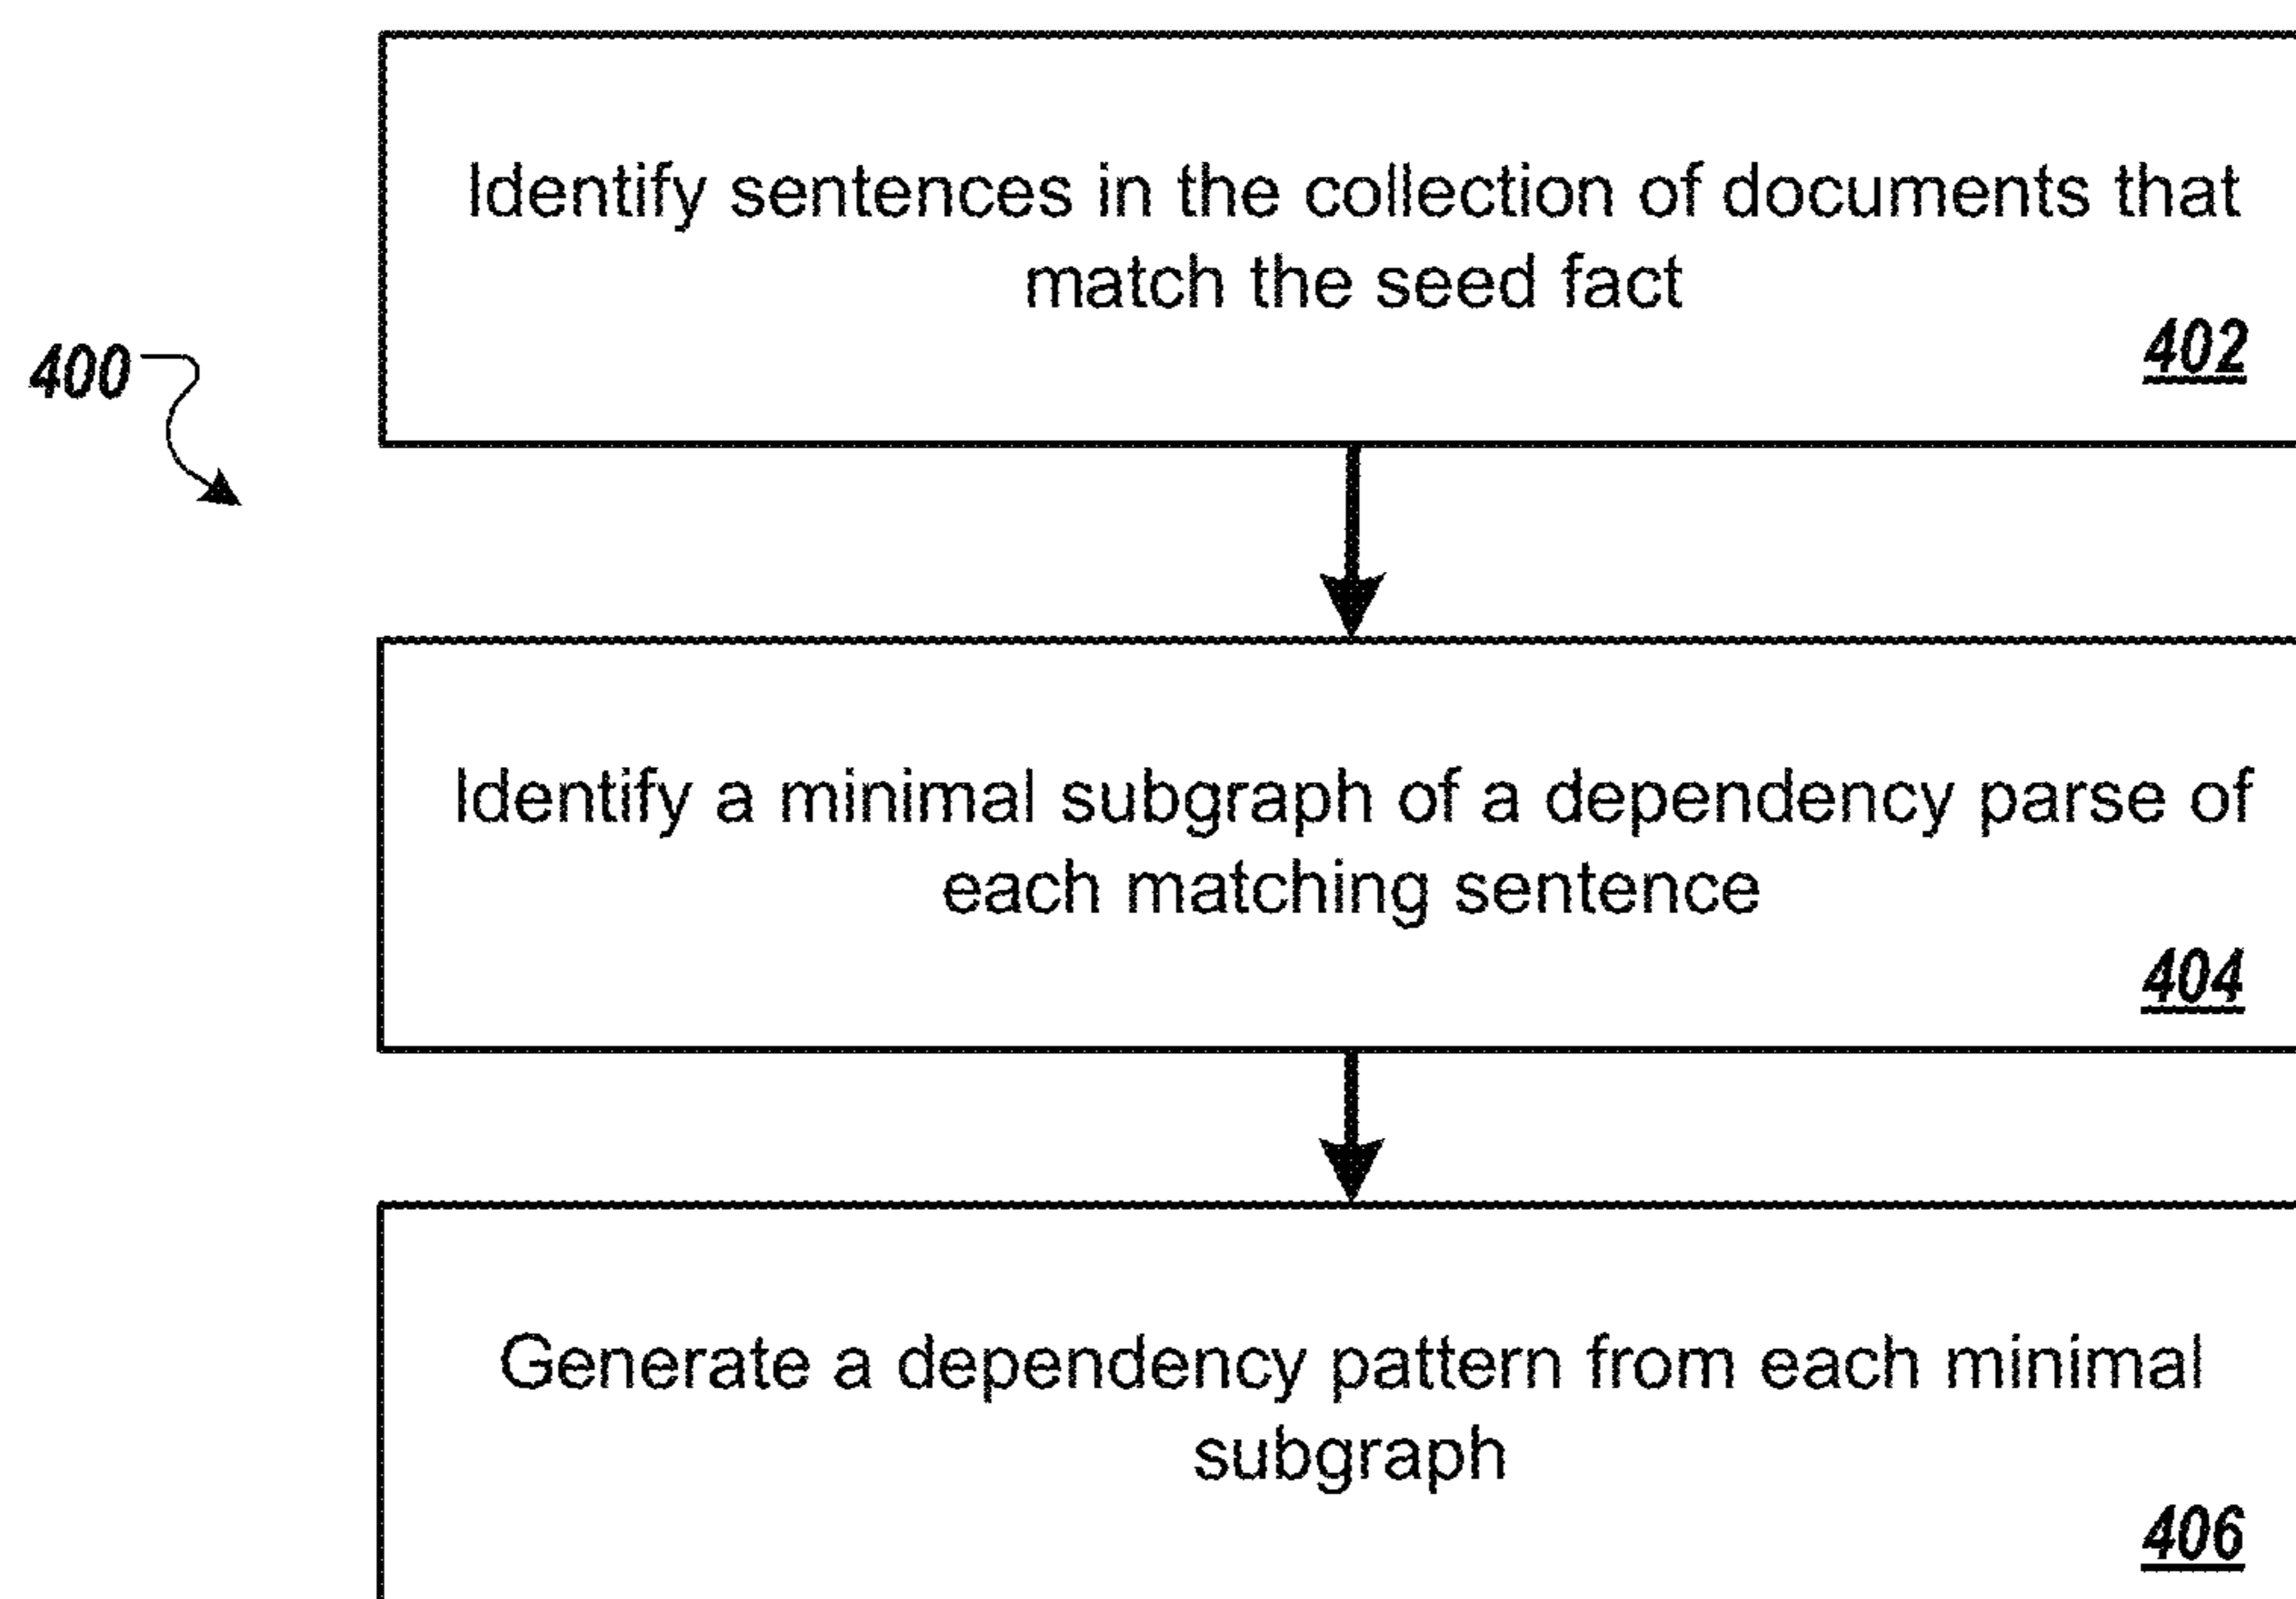 Identify sentences in the collection of documents that
match the seed fact
402
400
Identify a minimal subgraph of a dependency parse of
each matching sentence
404
Generate a dependency pattern from each minimal
subgraph
406